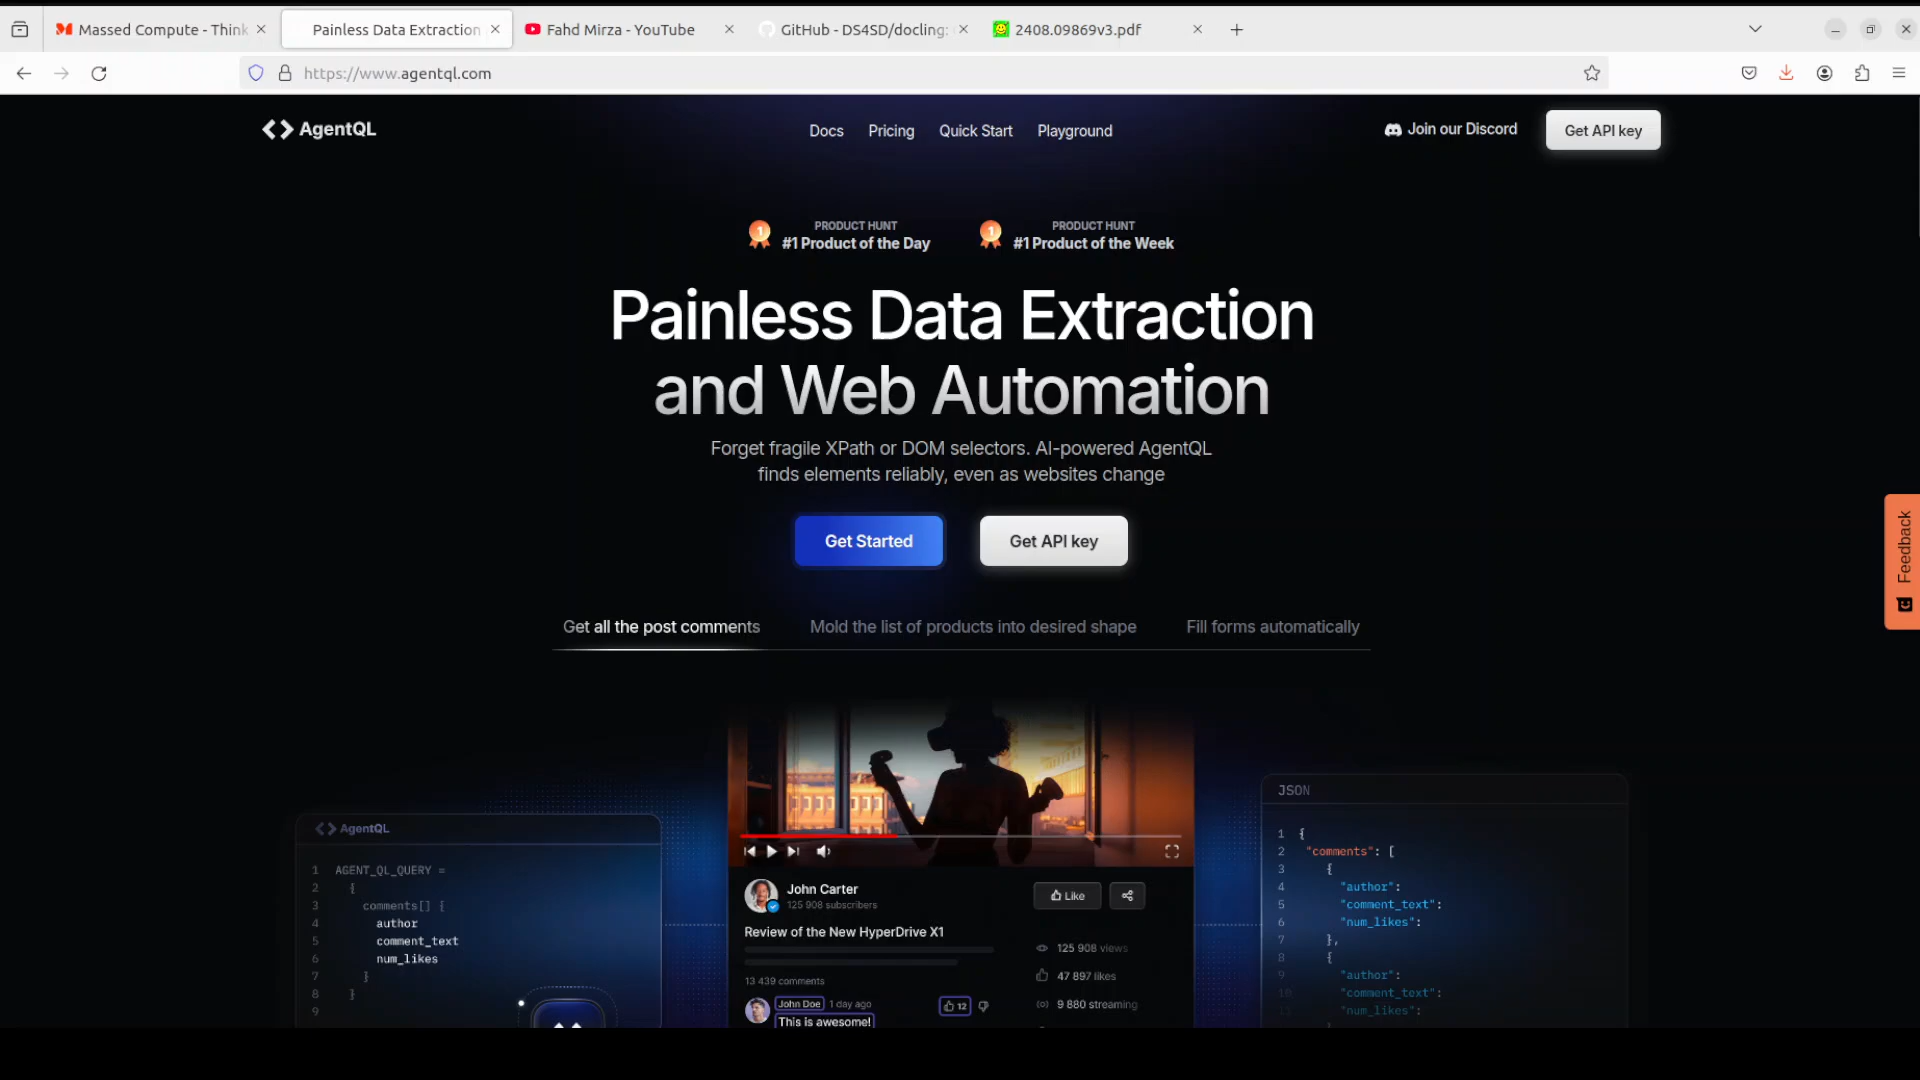 Massed Compute - Think
Painless Data Extraction
Fahd Mirza - YouTube
GitHub - DS4SD/docling:
2408.09869v3.pdf
https://www.agentql.com
AgentQL
Docs
Pricing
Quick Start
Playground
Join our Discord
Get API key
PRODUCT HUNT
#1 Product of the Day
PRODUCT HUNT
#1 Product of the Week
Painless Data Extraction
and Web Automation
Forget fragile XPath or DOM selectors. AI-powered AgentQL
finds elements reliably, even as websites change
Get Started
Get API key
Feedback
Get all the post comments
Mold the list of products into desired shape
Fill forms automatically
AgentQL
1 AGENT_QL_QUERY =
2 {
3 comments[] {
4 author
5 comment_text
6 num_likes
7 }
8 }
9
John Carter
125 908 subscribers
Like
Review of the New HyperDrive X1
125 908 views
47 897 likes
9 880 streaming
13 439 comments
John Doe 1 day ago
12
This is awesome!
JSON
1 {
2 "comments": [
3 {
4 "author":
5 "comment_text":
6 "num_likes":
7 },
8 {
9 "author":
10 "comment_text":
11 "num_likes":